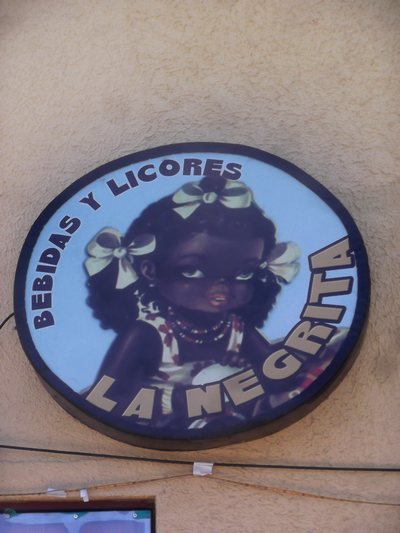 BEBIDAS Y LICORES
LA NEGRITA